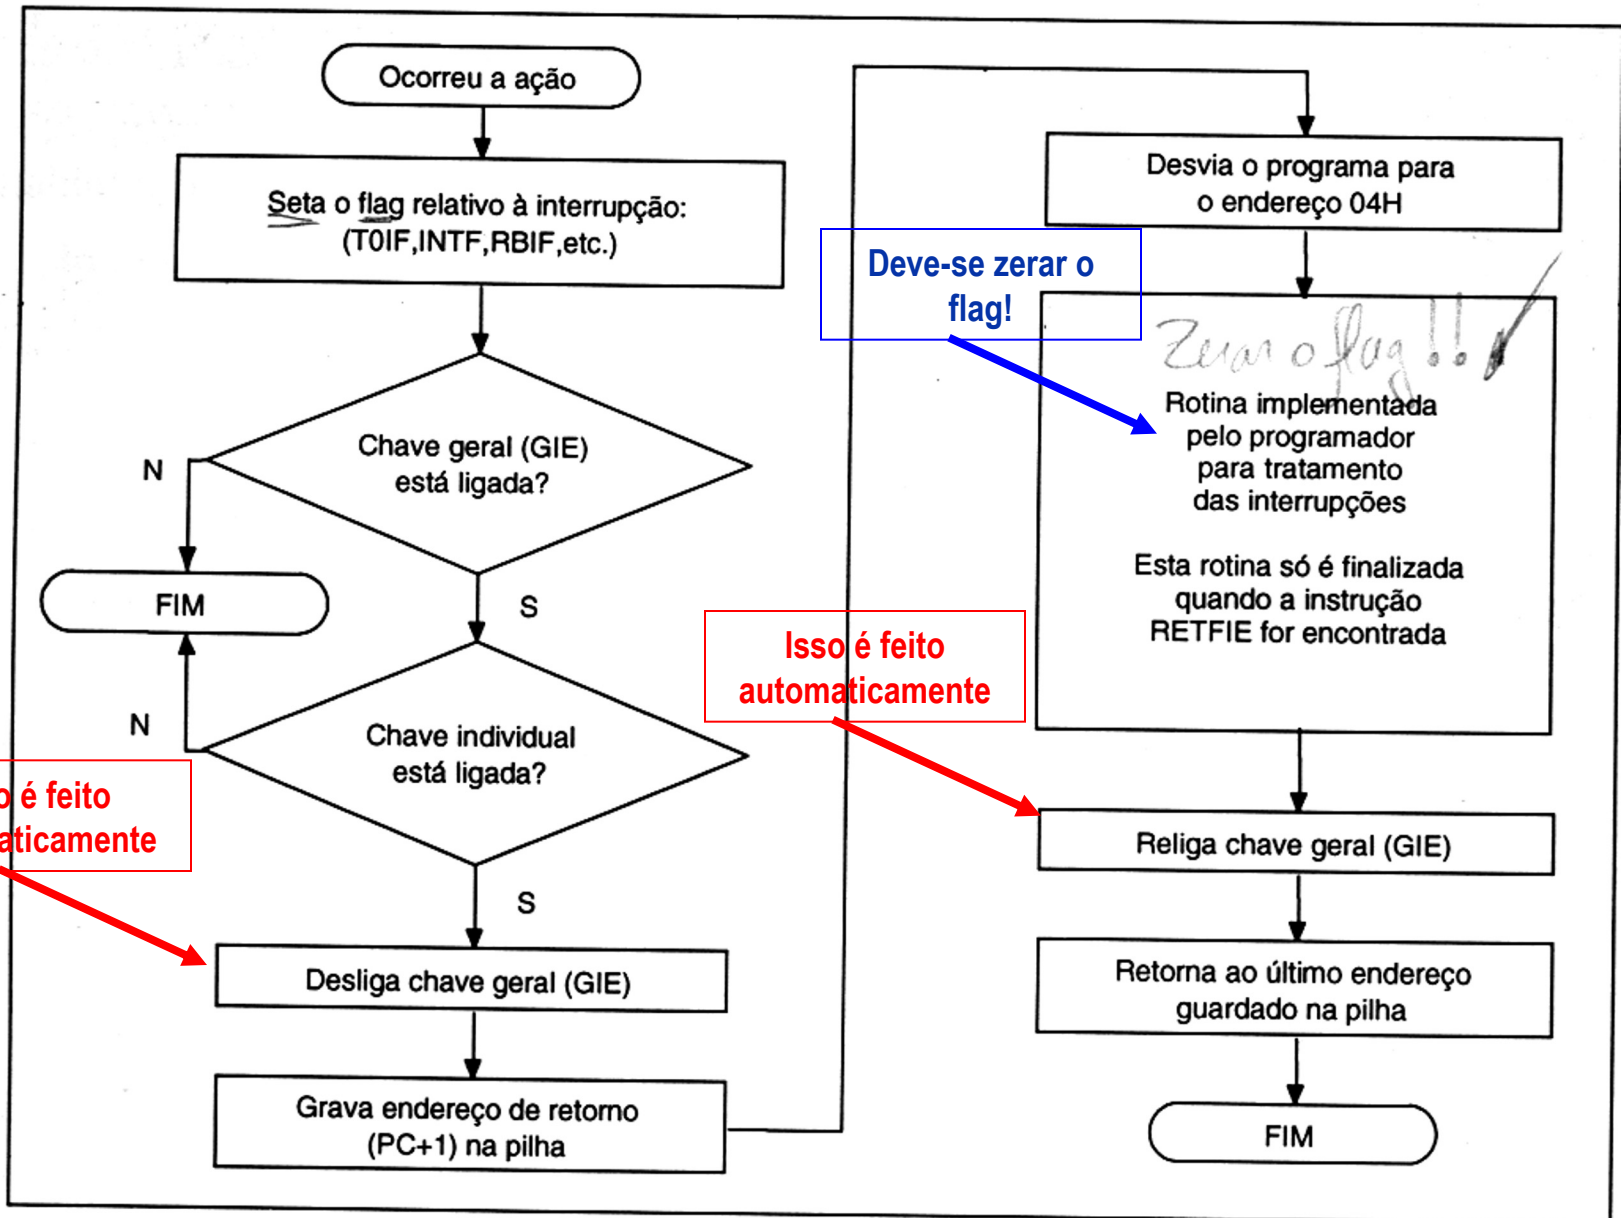 Ocorreu a ação
Seta o flag relativo à interrupção:
(T0IF,INTF,RBIF,etc.)
Chave geral (GIE)
está ligada?
N
FIM
S
Chave individual
está ligada?
N
o é feito
aticamente
S
Desliga chave geral (GIE)
Grava endereço de retorno
(PC+1) na pilha
Desvia o programa para
o endereço 04H
Deve-se zerar o
flag!
Zerar o flag!!
Rotina implementada
pelo programador
para tratamento
das interrupções
Esta rotina só é finalizada
quando a instrução
RETFIE for encontrada
Isso é feito
automaticamente
Religa chave geral (GIE)
Retorna ao último endereço
guardado na pilha
FIM